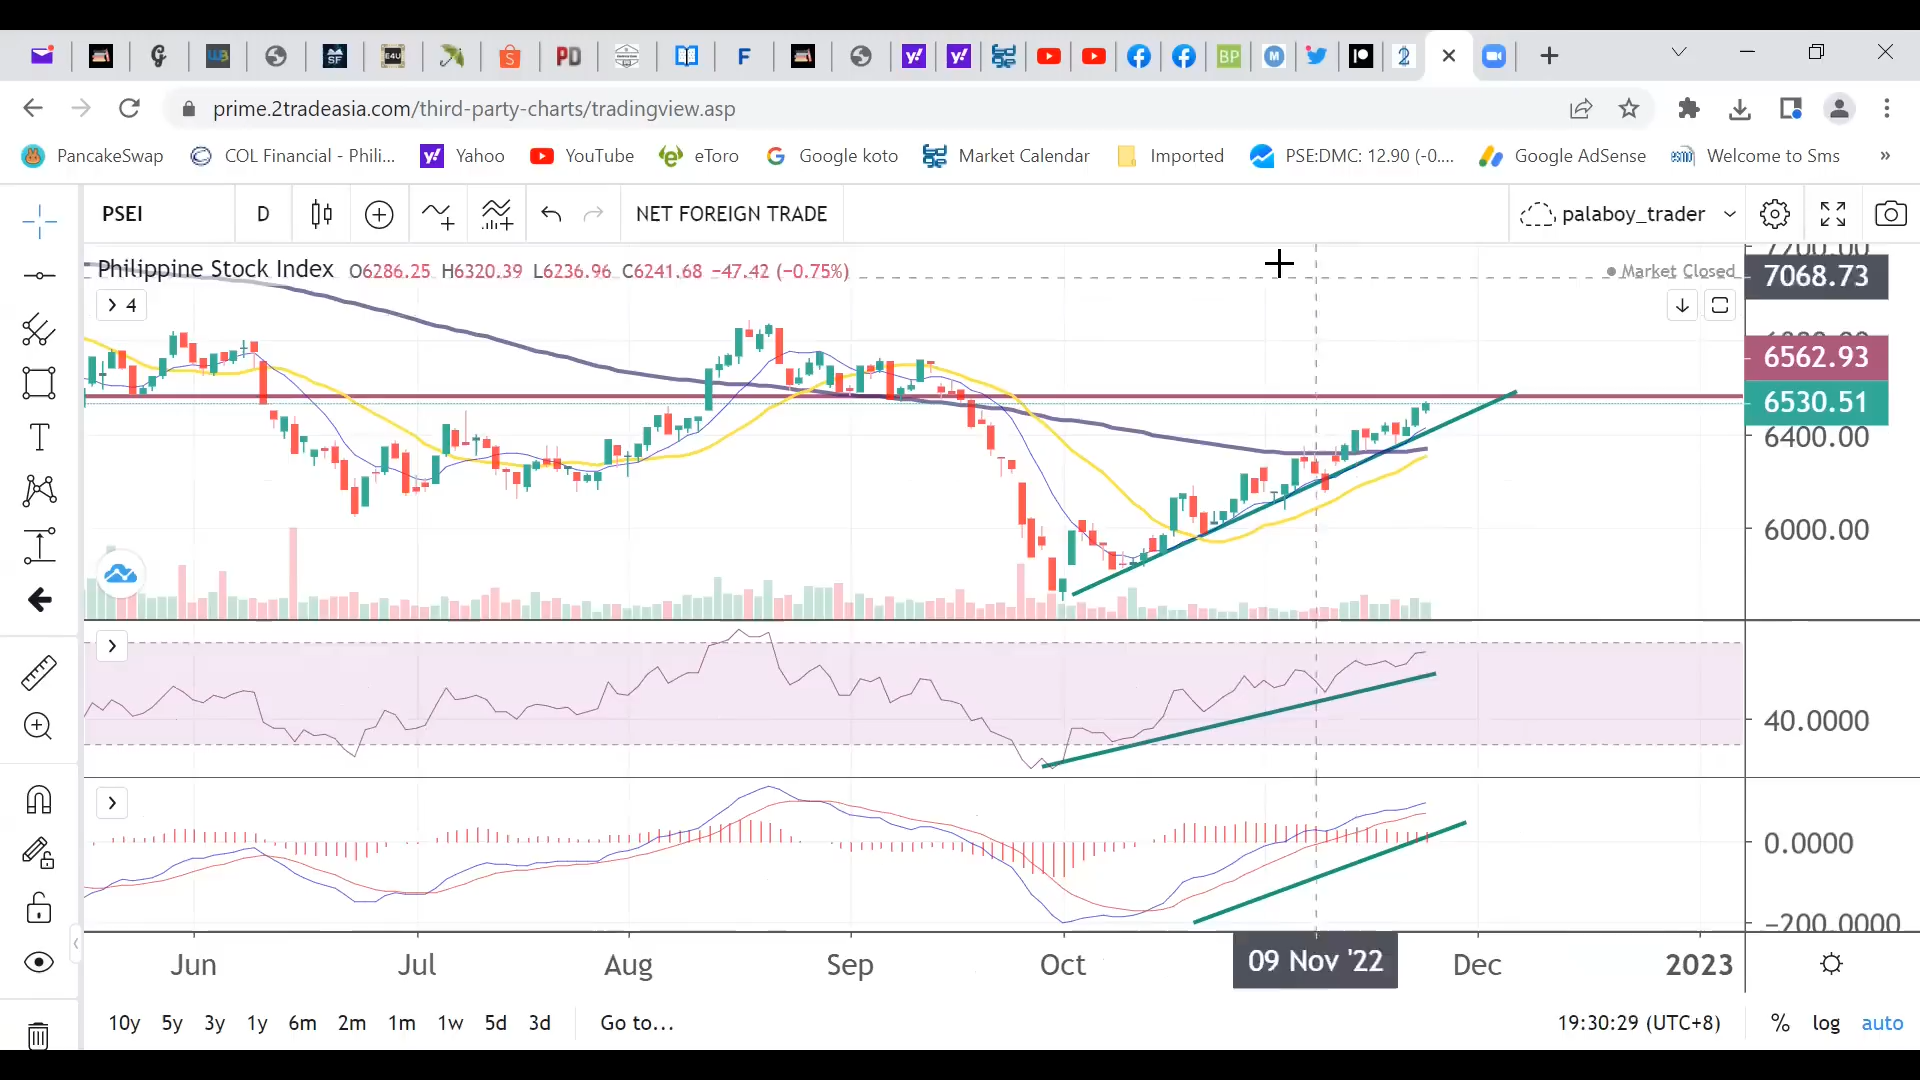 prime.2tradeasia.com/third-party-charts/tradingview.asp
PancakeSwap COL Financial - Phili... Yahoo YouTube eToro Google koto Market Calendar Imported PSE:DMC: 12.90 (-0.... Google AdSense Welcome to Sms »
PSEI D NET FOREIGN TRADE palaboy_trader
Philippine Stock Index O6286.25 H6320.39 L6236.96 C6241.68 −47.42 (−0.75%) Market Closed
7200.00
7068.73
4
6562.93
6530.51
6400.00
6000.00
40.0000
0.0000
−200.0000
Jun Jul Aug Sep Oct 09 Nov '22 Dec 2023
10y 5y 3y 1y 6m 2m 1m 1w 5d 3d Go to... 19:30:29 (UTC+8) % log auto